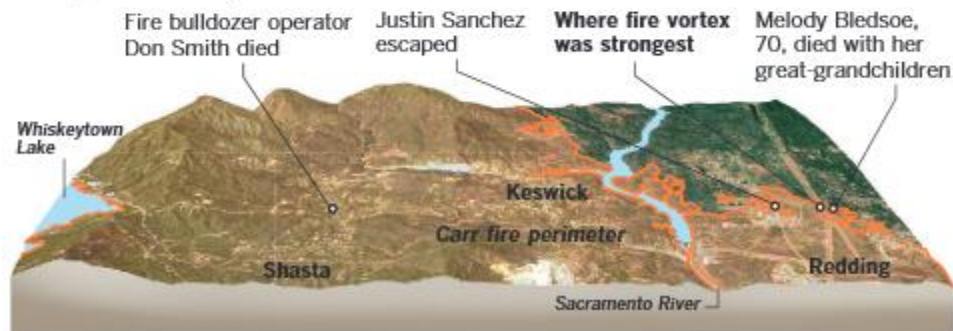 Fire bulldozer operator
Don Smith died
Justin Sanchez
escaped
Where fire vortex
was strongest
Melody Bledsoe,
70, died with her
great-grandchildren
Whiskeytown
Lake
Keswick
Carr fire perimeter
Shasta
Redding
Sacramento River